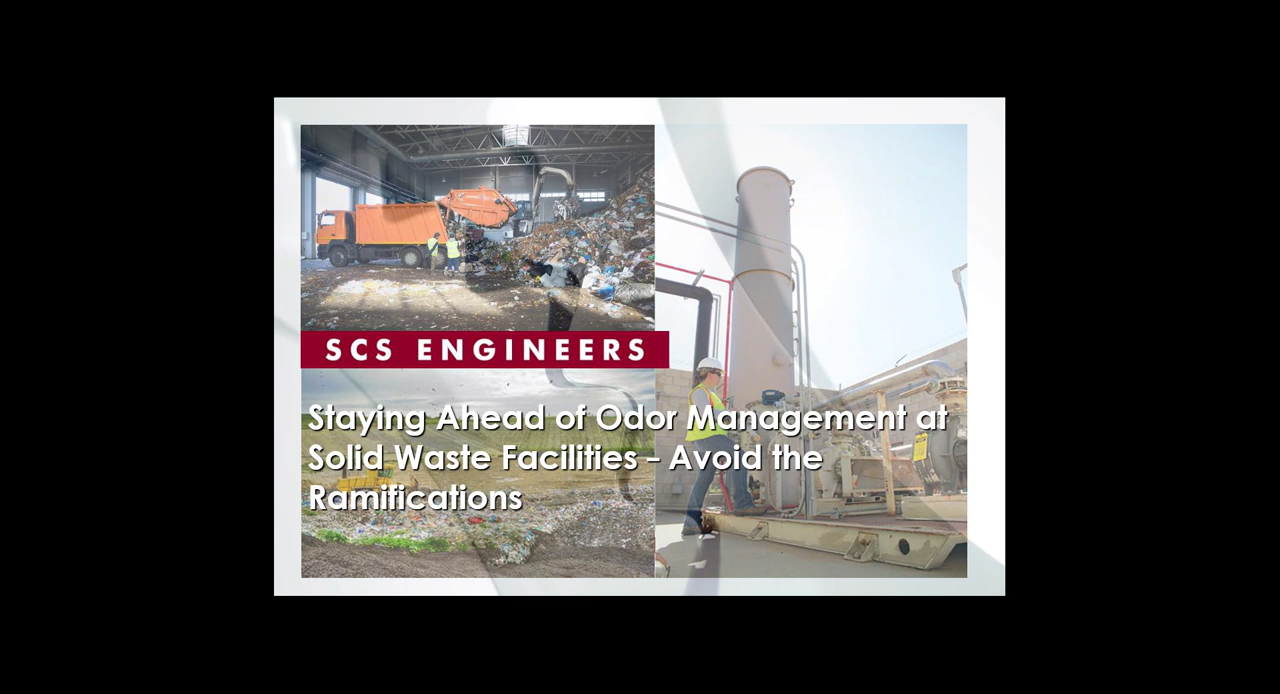 SCS ENGINEERS
Staying Ahead of Odor Management at
Solid Waste Facilities – Avoid the
Ramifications